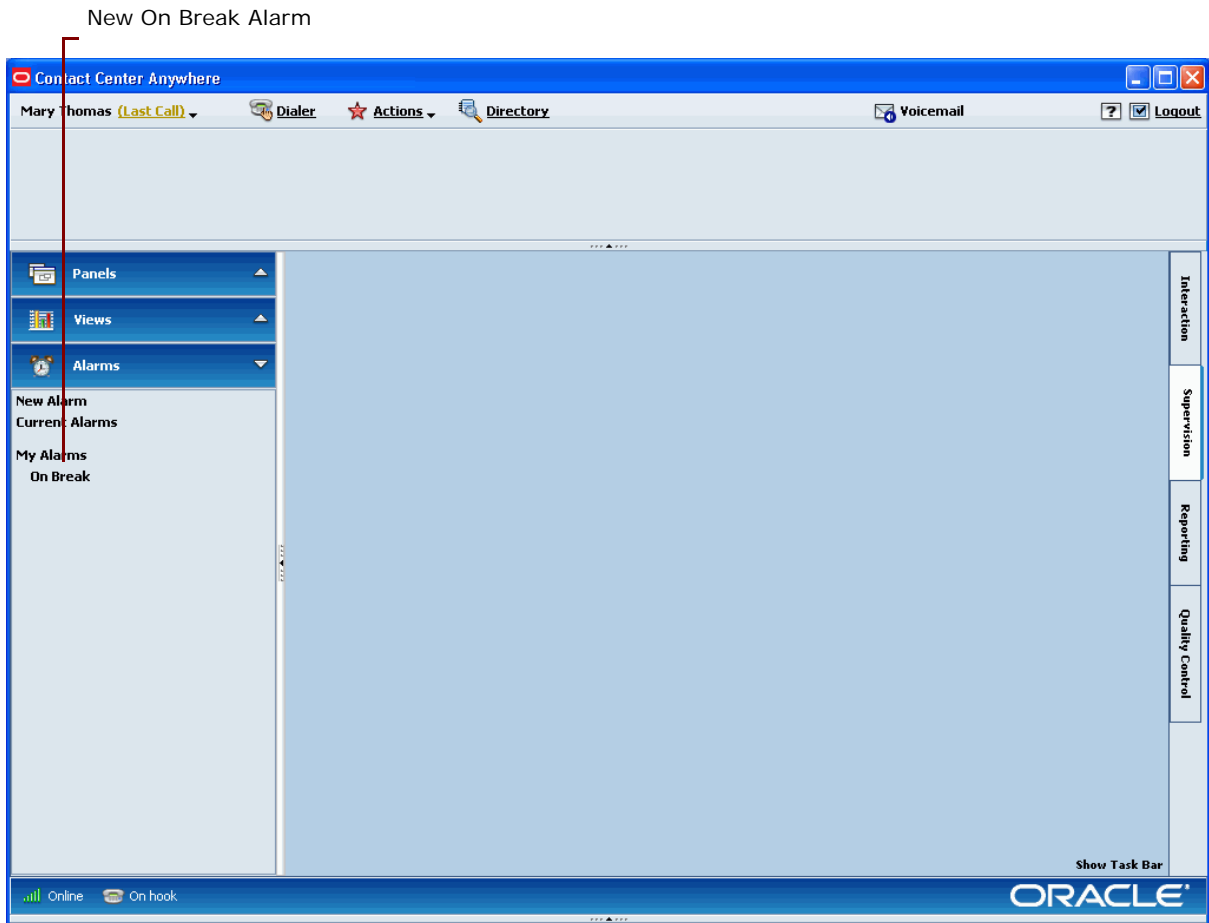 New On Break Alarm
Contact Center Anywhere
Mary Thomas (Last Call) Dialer Actions Directory Voicemail ? Logout
Panels
Views
Alarms
New Alarm
Current Alarms
My Alarms
On Break
Interaction
Supervision
Reporting
Quality Control
Show Task Bar
Online On hook ORACLE